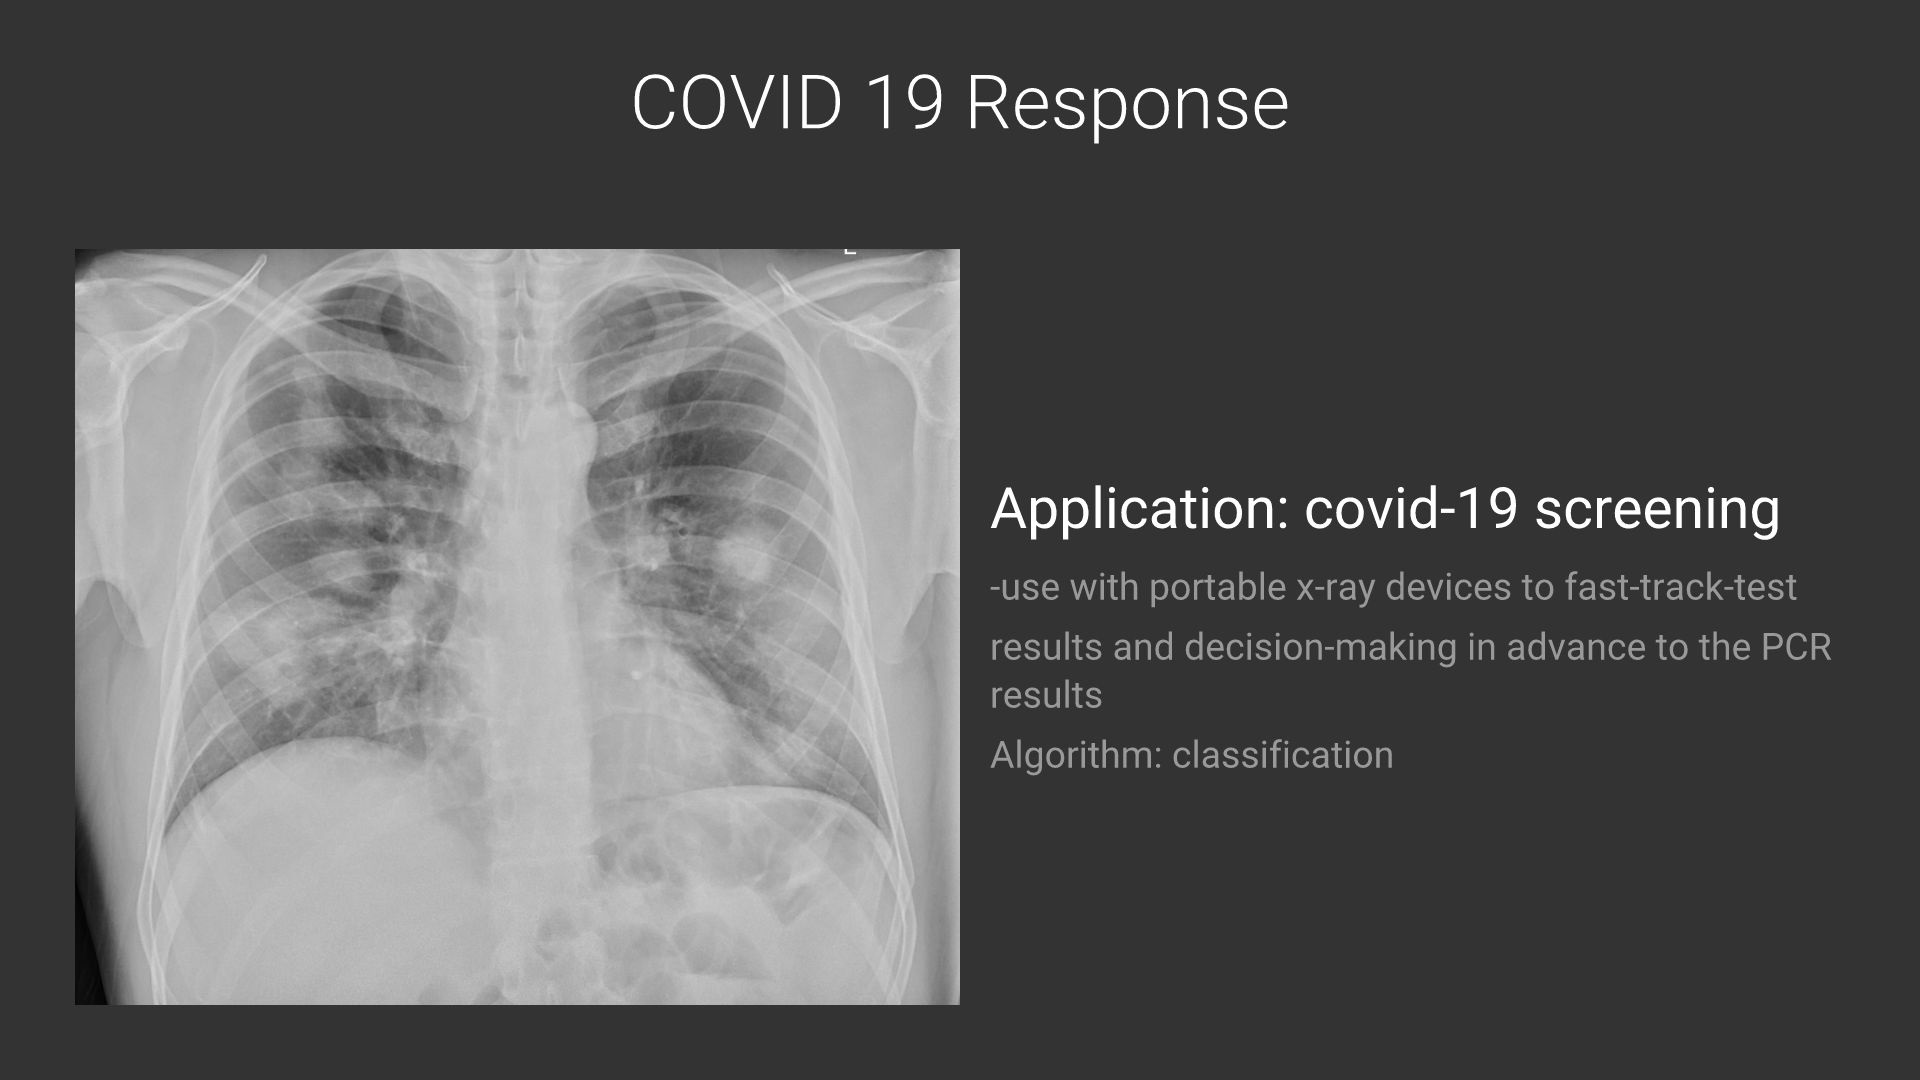 COVID 19 Response
Application: covid-19 screening
-use with portable x-ray devices to fast-track-test
results and decision-making in advance to the PCR
results
Algorithm: classification